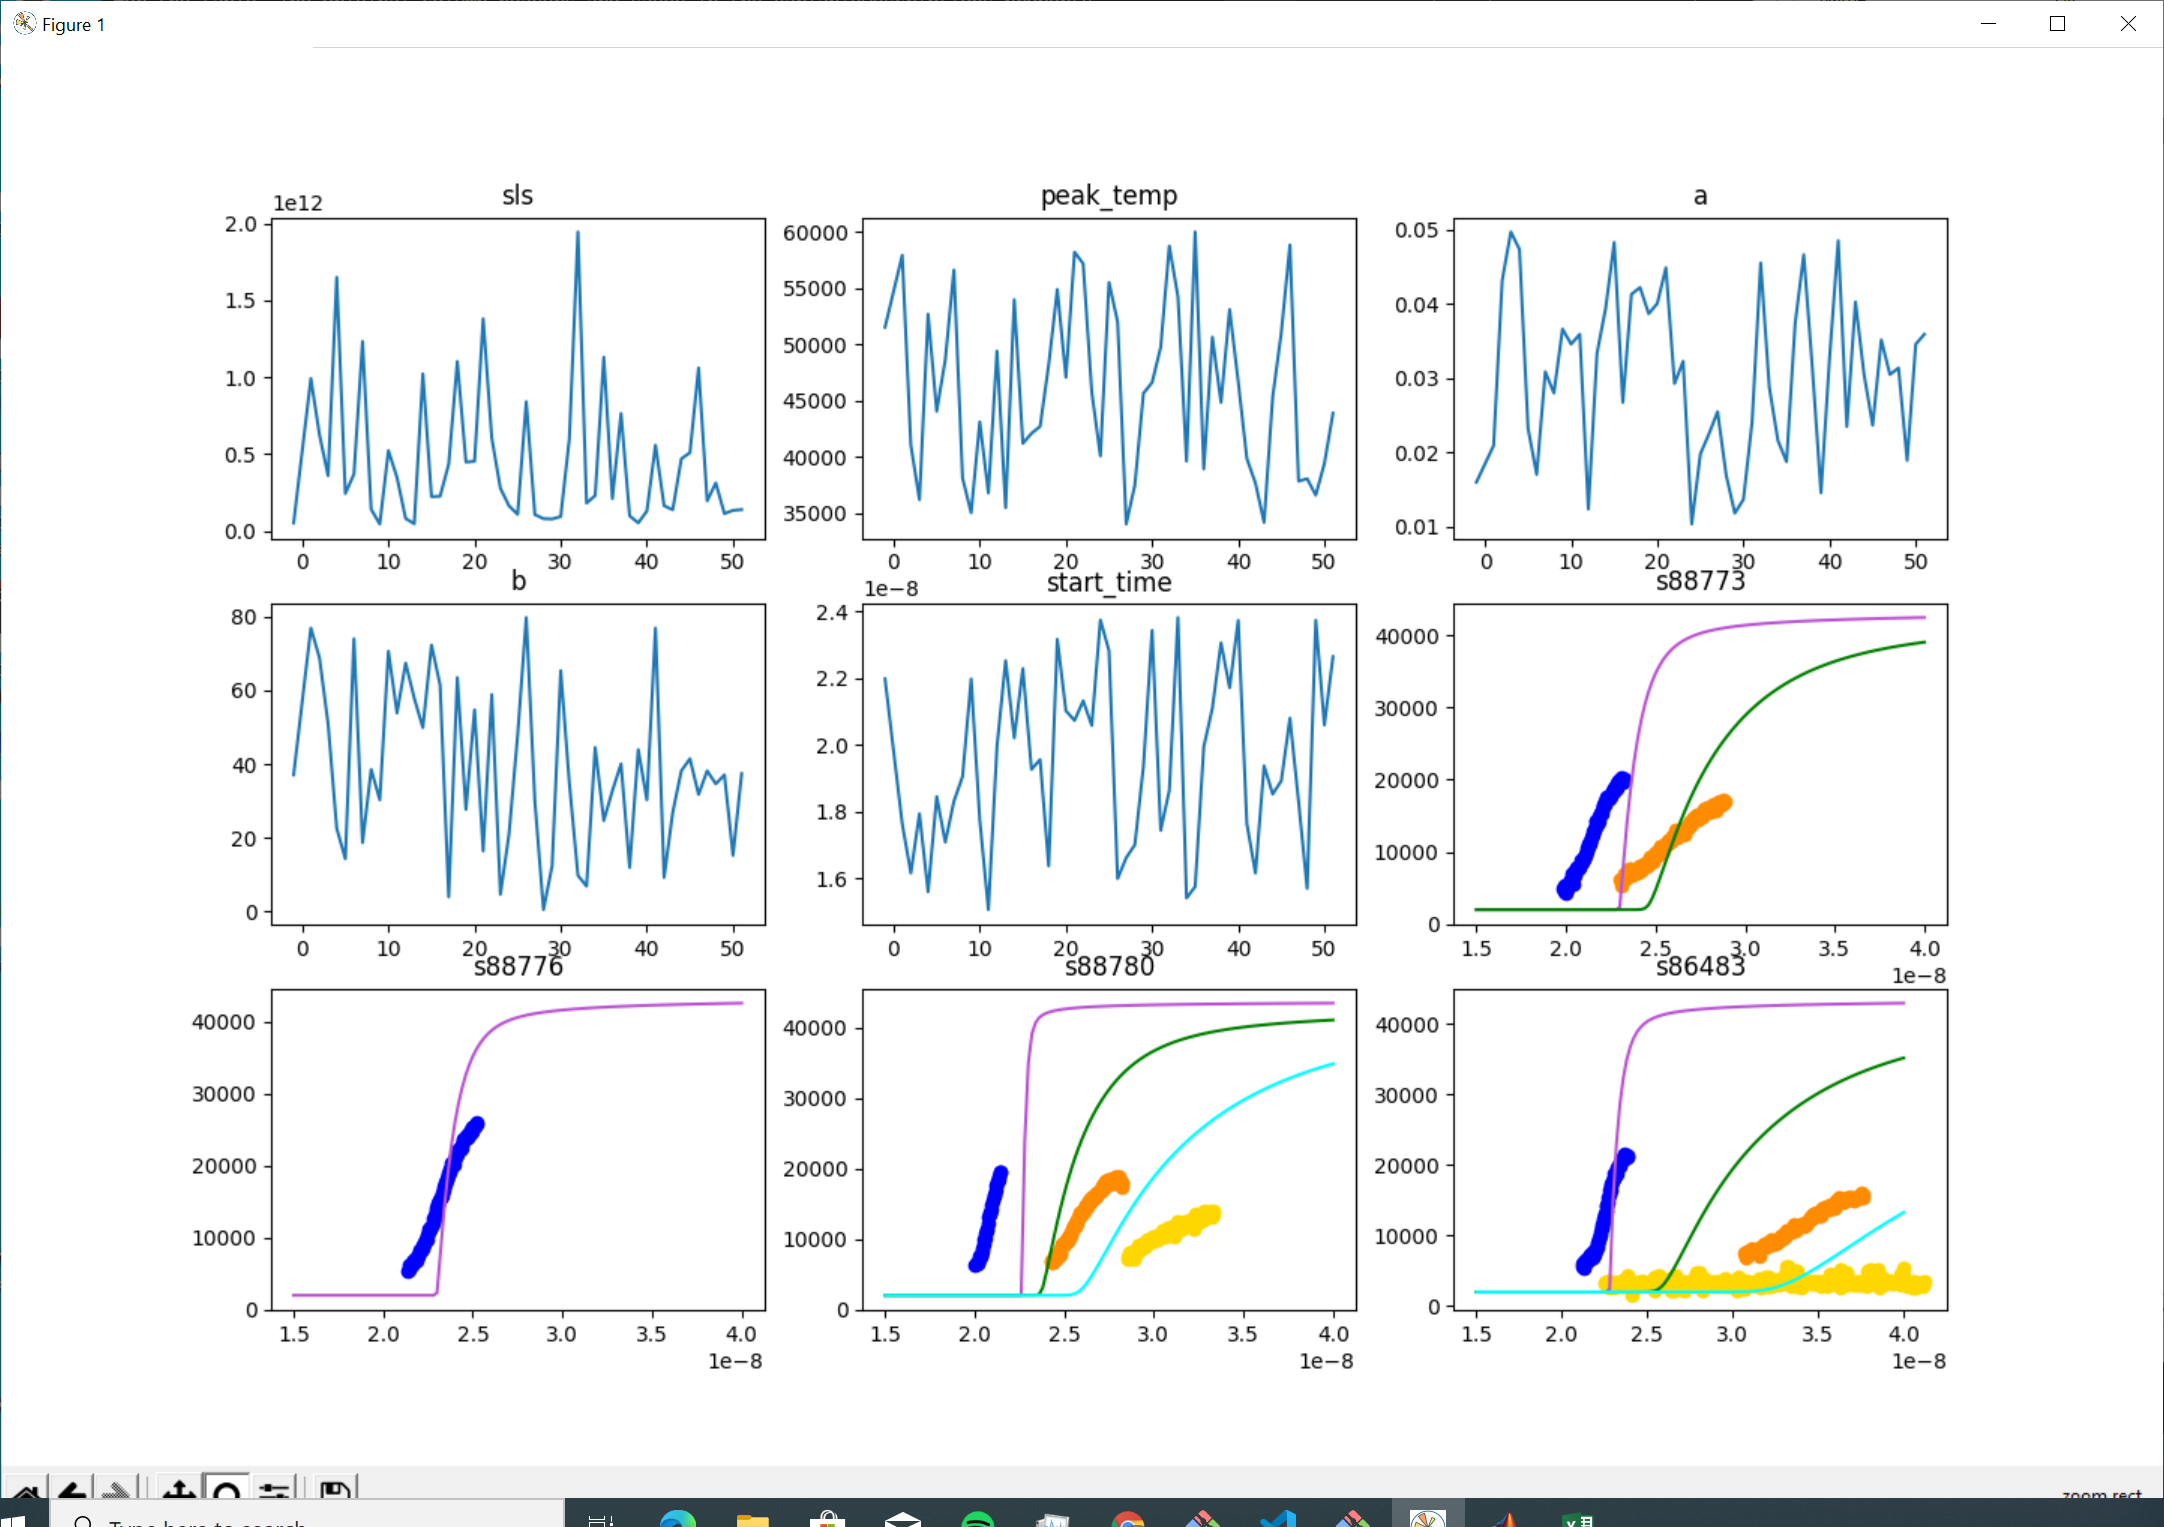 Figure 1
sls
peak_temp
a
1e12
2.0
1.5
1.0
0.5
0.0
0 10 20 30 40 50
60000
55000
50000
45000
40000
35000
0 10 20 30 40 50
0.05
0.04
0.03
0.02
0.01
0 10 20 30 40 50
b
start_time
s88773
80
60
40
20
0
0 10 20 30 40 50
1e−8
2.4
2.2
2.0
1.8
1.6
0 10 20 30 40 50
40000
30000
20000
10000
0
1.5 2.0 2.5 3.0 3.5 4.0
1e−8
s88776
s88780
s86483
40000
30000
20000
10000
0
1.5 2.0 2.5 3.0 3.5 4.0
1e−8
40000
30000
20000
10000
0
1.5 2.0 2.5 3.0 3.5 4.0
1e−8
40000
30000
20000
10000
0
1.5 2.0 2.5 3.0 3.5 4.0
1e−8
zoom rect
Type here to search